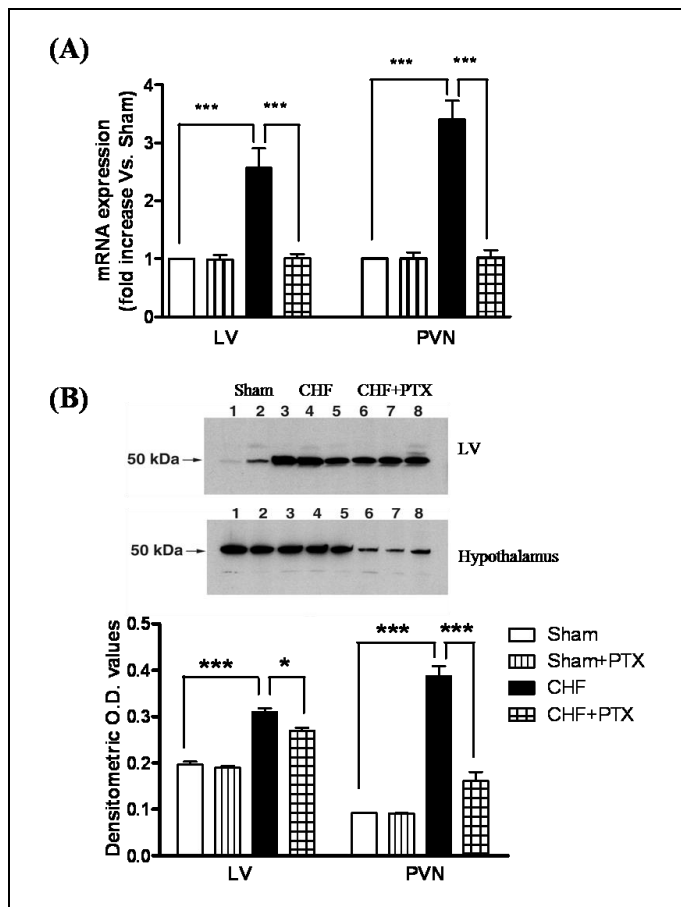 (A)
mRNA expression
(fold increase Vs. Sham)
4
3
2
1
0
***
***
***
***
LV
PVN
(B)
Sham CHF CHF+PTX
1 2 3 4 5 6 7 8
50 kDa
LV
1 2 3 4 5 6 7 8
50 kDa
Hypothalamus
Densitometric O.D. values
0.5
0.4
0.3
0.2
0.1
0.0
***
*
***
***
LV
PVN
Sham
Sham+PTX
CHF
CHF+PTX